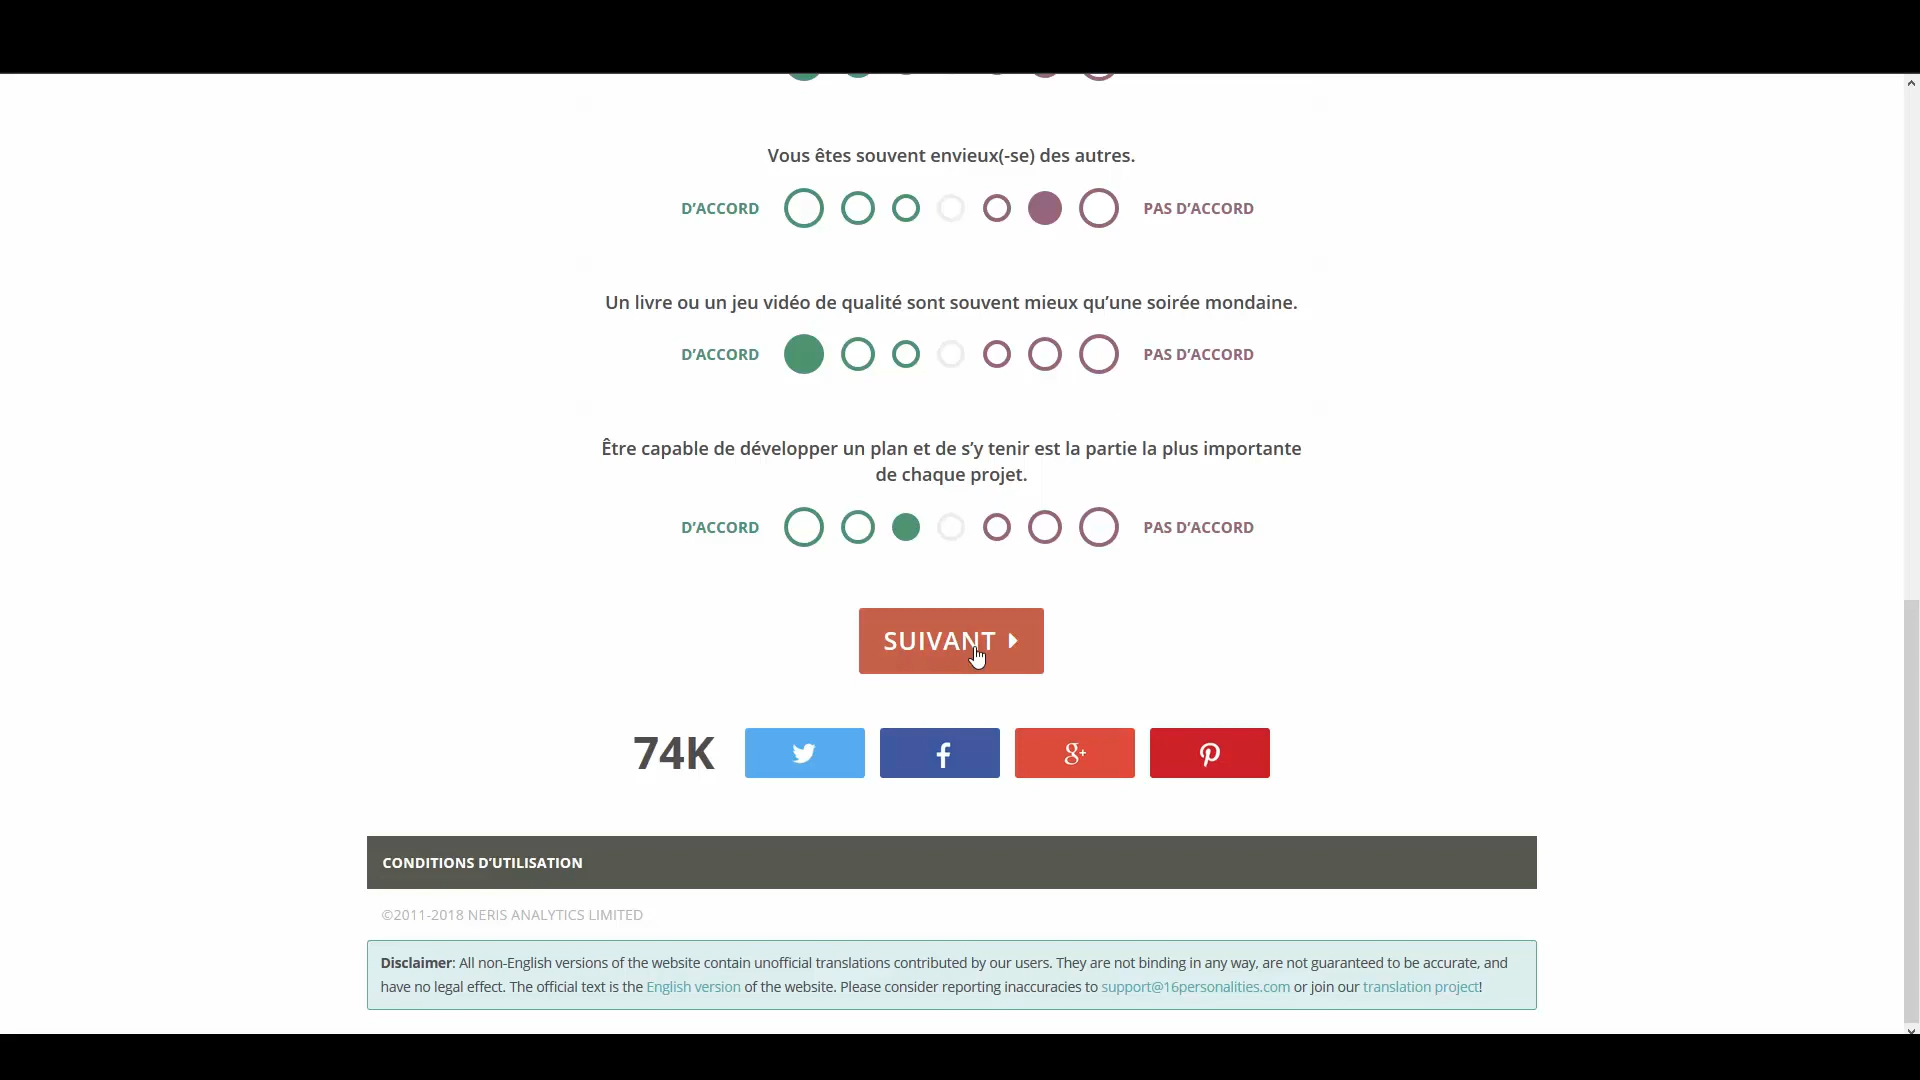 Vous êtes souvent envieux(-se) des autres.
D’ACCORD PAS D’ACCORD
Un livre ou un jeu vidéo de qualité sont souvent mieux qu’une soirée mondaine.
D’ACCORD PAS D’ACCORD
Être capable de développer un plan et de s’y tenir est la partie la plus importante
de chaque projet.
D’ACCORD PAS D’ACCORD
SUIVANT
74K
CONDITIONS D’UTILISATION
©2011-2018 NERIS ANALYTICS LIMITED
Disclaimer: All non-English versions of the website contain unofficial translations contributed by our users. They are not binding in any way, are not guaranteed to be accurate, and
have no legal effect. The official text is the English version of the website. Please consider reporting inaccuracies to support@16personalities.com or join our translation project!